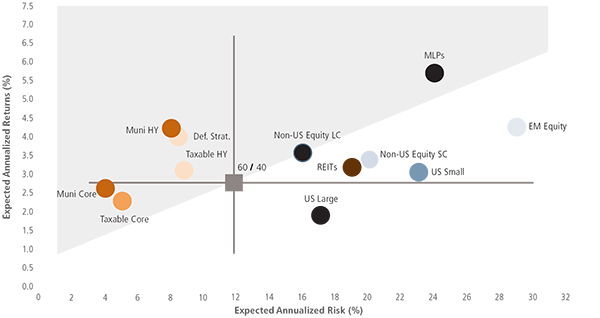 7.5
7.0
6.5
6.0
5.5
5.0
4.5
4.0
3.5
3.0
2.5
2.0
1.5
1.0
0.5
0.0
Expected Annualized Returns (%)
MLPs
Muni HY
Def. Strat.
EM Equity
Non-US Equity LC
Taxable HY
Non-US Equity SC
60 / 40
REITs
US Small
Muni Core
US Large
Taxable Core
0 2 4 6 8 10 12 14 16 18 20 22 24 26 28 30 32
Expected Annualized Risk (%)